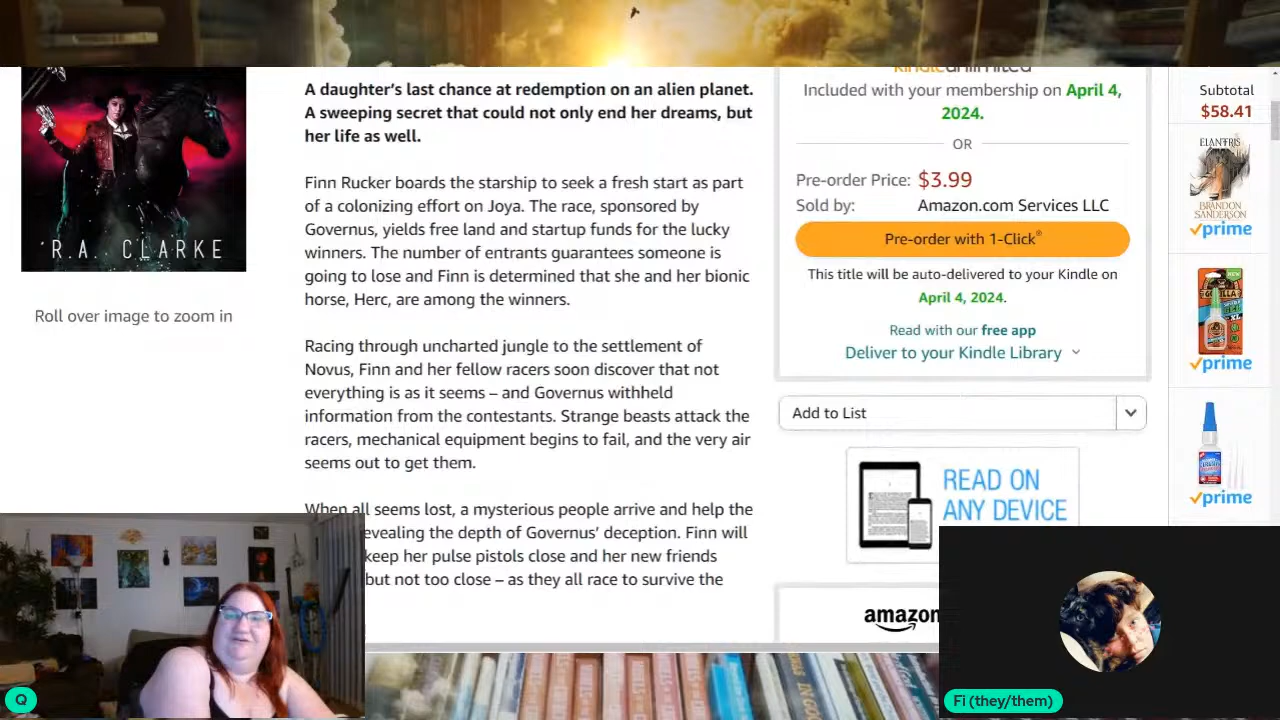 R.A. CLARKE
Roll over image to zoom in
A daughter's last chance at redemption on an alien planet.
A sweeping secret that could not only end her dreams, but
her life as well.
Finn Rucker boards the starship to seek a fresh start as part
of a colonizing effort on Joya. The race, sponsored by
Governus, yields free land and startup funds for the lucky
winners. The number of entrants guarantees someone is
going to lose and Finn is determined that she and her bionic
horse, Herc, are among the winners.
Racing through uncharted jungle to the settlement of
Novus, Finn and her fellow racers soon discover that not
everything is as it seems – and Governus withheld
information from the contestants. Strange beasts attack the
racers, mechanical equipment begins to fail, and the very air
seems out to get them.
When all seems lost, a mysterious people arrive and help the
evealing the depth of Governus' deception. Finn will
keep her pulse pistols close and her new friends
but not too close – as they all race to survive the
kindleunlimited
Included with your membership on April 4,
2024.
OR
Pre-order Price: $3.99
Sold by: Amazon.com Services LLC
Pre-order with 1-Click®
This title will be auto-delivered to your Kindle on
April 4, 2024.
Read with our free app
Deliver to your Kindle Library
Add to List
READ ON
ANY DEVICE
amazon
Subtotal
$58.41
ELANTRIS
BRANDON
SANDERSON
prime
GORILLA
prime
prime
Q
Fi (they/them)